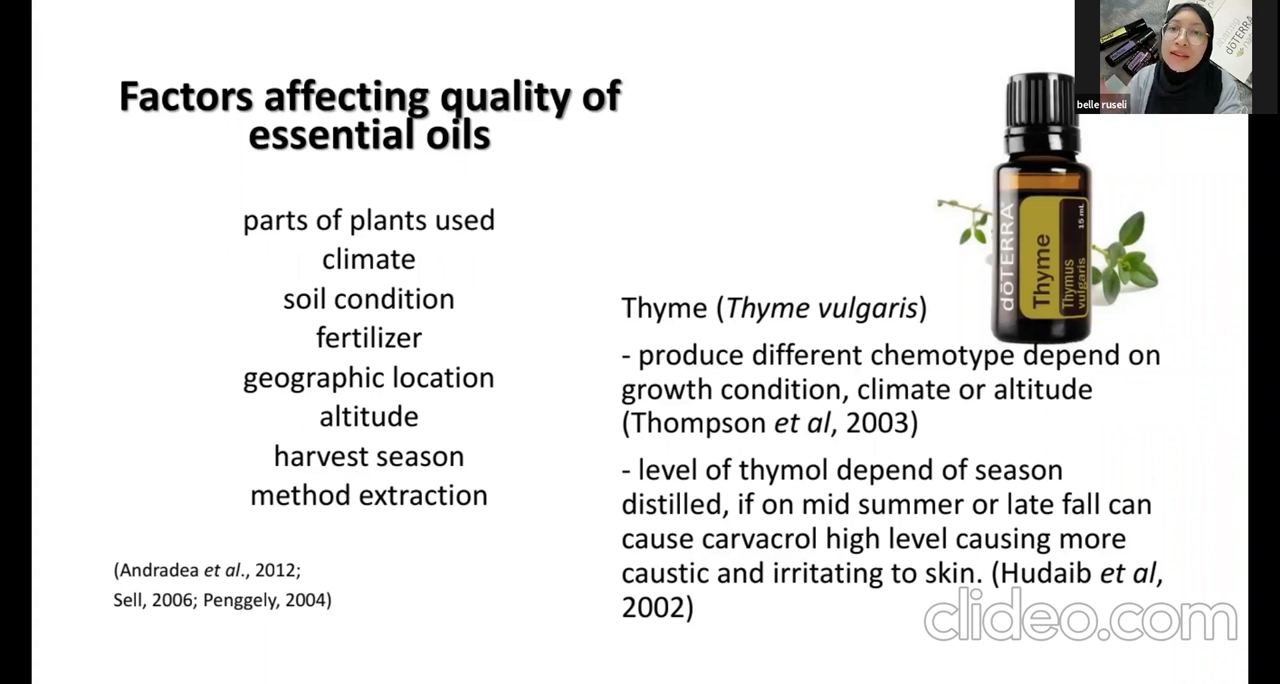 Factors affecting quality of
essential oils
parts of plants used
climate
soil condition
fertilizer
geographic location
altitude
harvest season
method extraction
(Andradea et al., 2012;
Sell, 2006; Penggely, 2004)
Thyme (Thyme vulgaris)
- produce different chemotype depend on
growth condition, climate or altitude
(Thompson et al, 2003)
- level of thymol depend of season
distilled, if on mid summer or late fall can
cause carvacrol high level causing more
caustic and irritating to skin. (Hudaib et al,
2002)
dōTERRA
Thyme
Thymus
vulgaris
15 mL
dōTERRA
belle ruseli
clideo.com